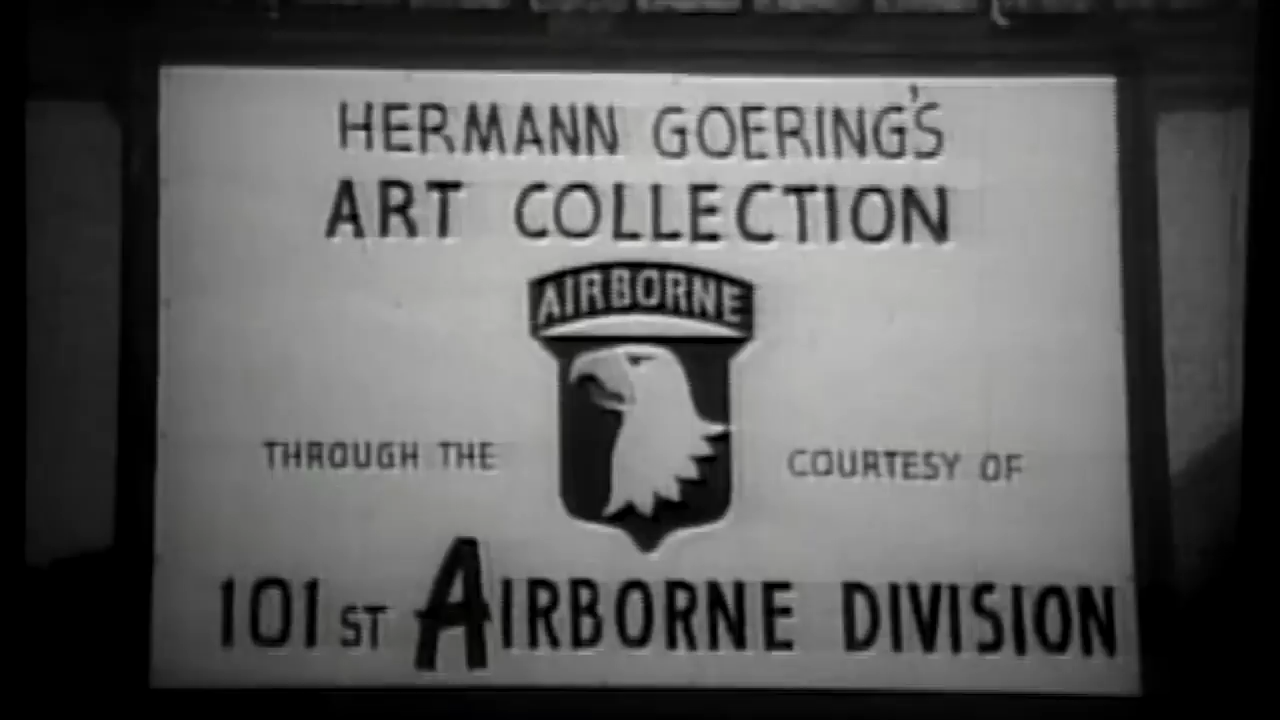 HERMANN GOERING'S
ART COLLECTION
AIRBORNE
THROUGH THE COURTESY OF
101ST AIRBORNE DIVISION